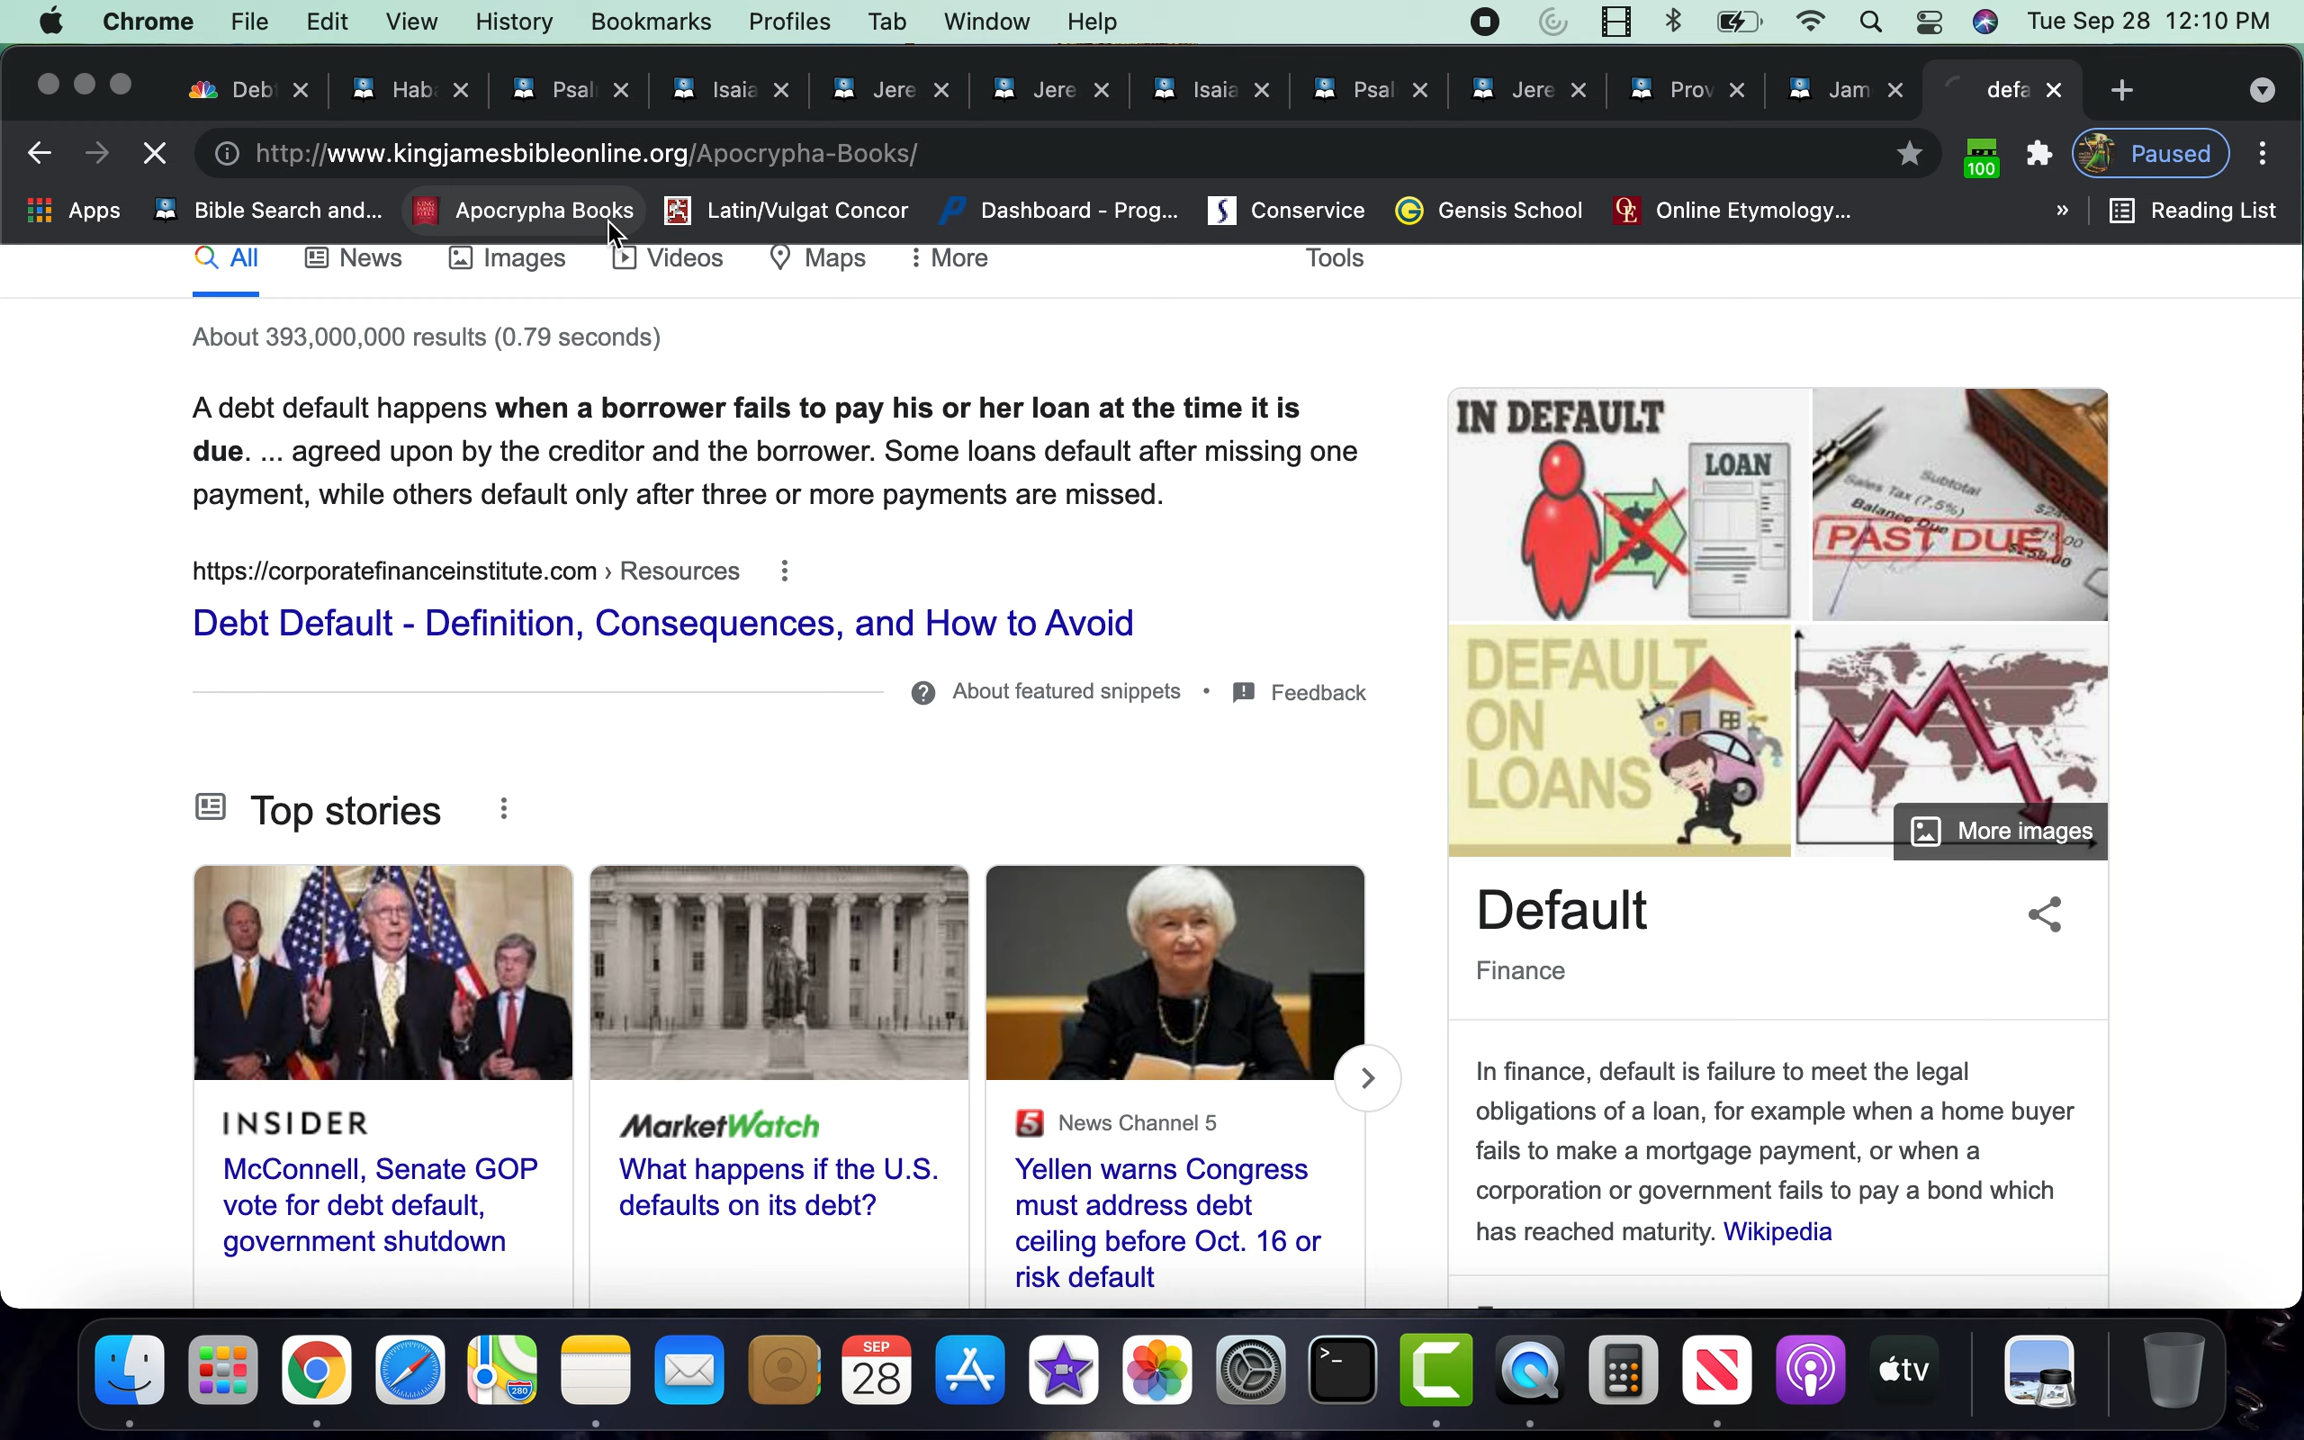 Chrome File Edit View History Bookmarks Profiles Tab Window Help Tue Sep 28 12:10 PM
Deb Hab Psal Isaia Jere Jere Isaia Psal Jere Prov Jam defa
http://www.kingjamesbibleonline.org/Apocrypha-Books/ 100 Paused
Apps Bible Search and... Apocrypha Books Latin/Vulgat Concor Dashboard - Prog... Conservice Gensis School Online Etymology... » Reading List
All News Images Videos Maps More Tools
About 393,000,000 results (0.79 seconds)
A debt default happens when a borrower fails to pay his or her loan at the time it is
due. ... agreed upon by the creditor and the borrower. Some loans default after missing one
payment, while others default only after three or more payments are missed.
https://corporatefinanceinstitute.com › Resources
Debt Default - Definition, Consequences, and How to Avoid
About featured snippets • Feedback
IN DEFAULT
LOAN
Subtotal
Sales Tax (7.5%)
Balance Due
PAST DUE
DEFAULT
ON
LOANS
More images
Default
Finance
In finance, default is failure to meet the legal
obligations of a loan, for example when a home buyer
fails to make a mortgage payment, or when a
corporation or government fails to pay a bond which
has reached maturity. Wikipedia
Top stories
INSIDER
McConnell, Senate GOP
vote for debt default,
government shutdown
MarketWatch
What happens if the U.S.
defaults on its debt?
5 News Channel 5
Yellen warns Congress
must address debt
ceiling before Oct. 16 or
risk default
280
SEP
28
tv